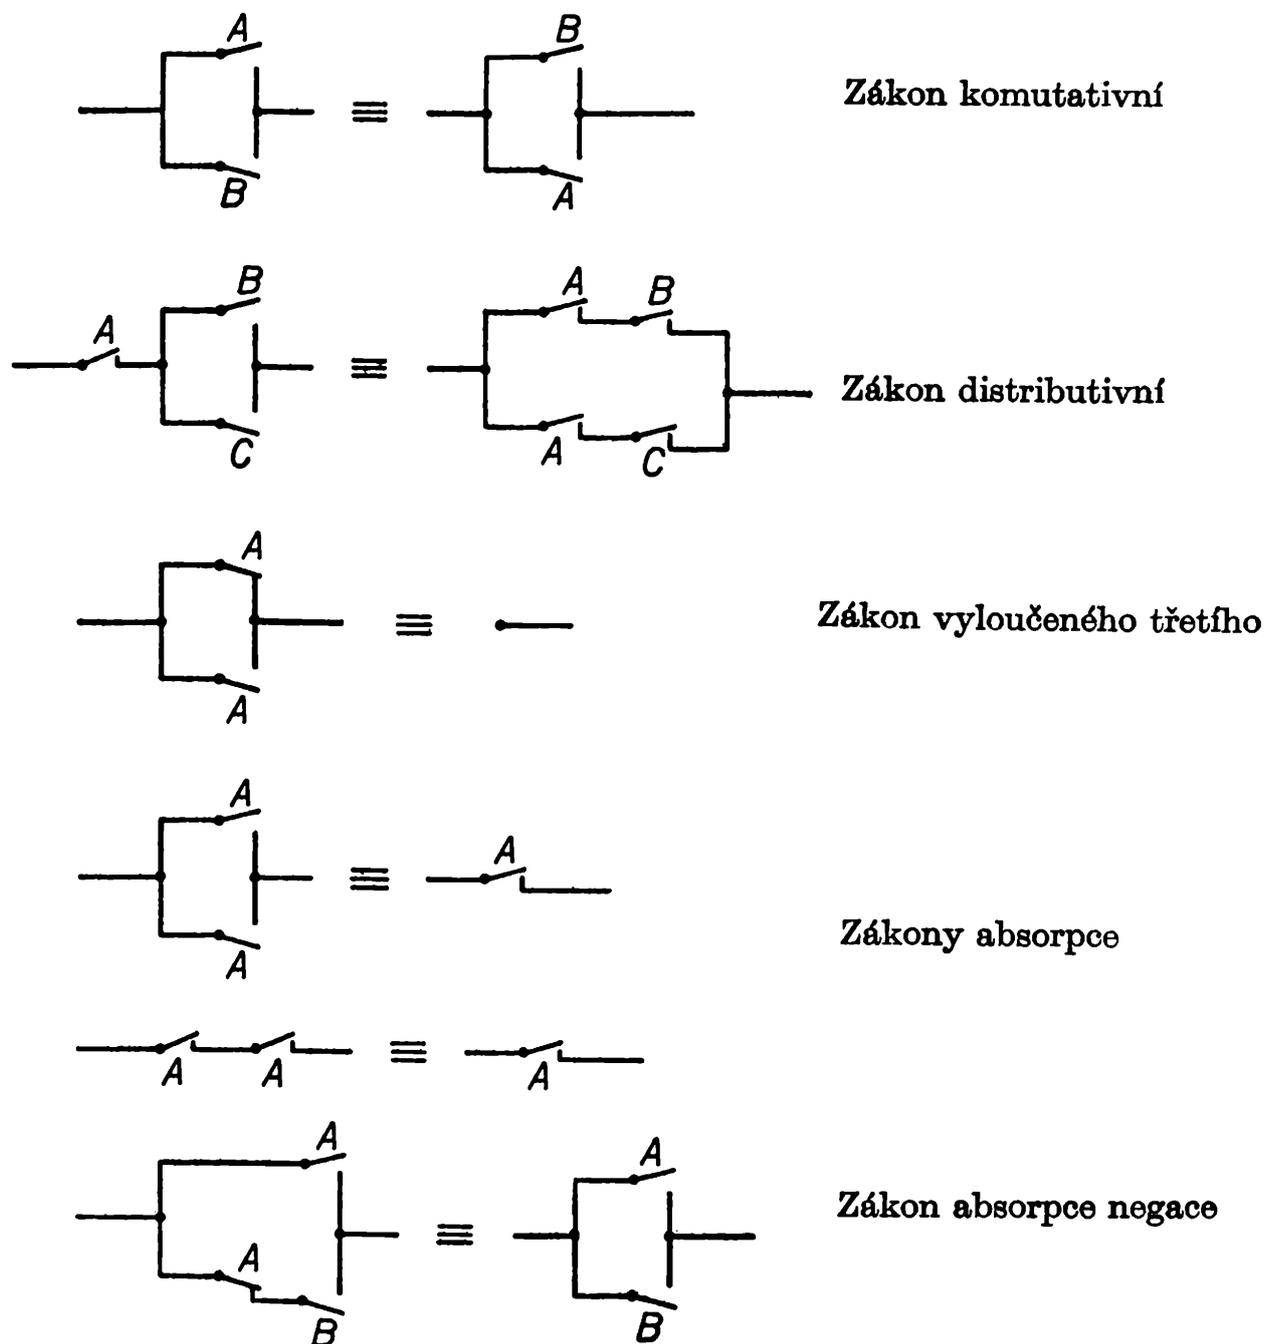 A
B
B
A
Zákon komutativní
A
B
C
A
B
A
C
Zákon distributivní
A
A
Zákon vyloučeného třetího
A
A
A
A
A
A
Zákony absorpce
A
A
B
A
B
Zákon absorpce negace